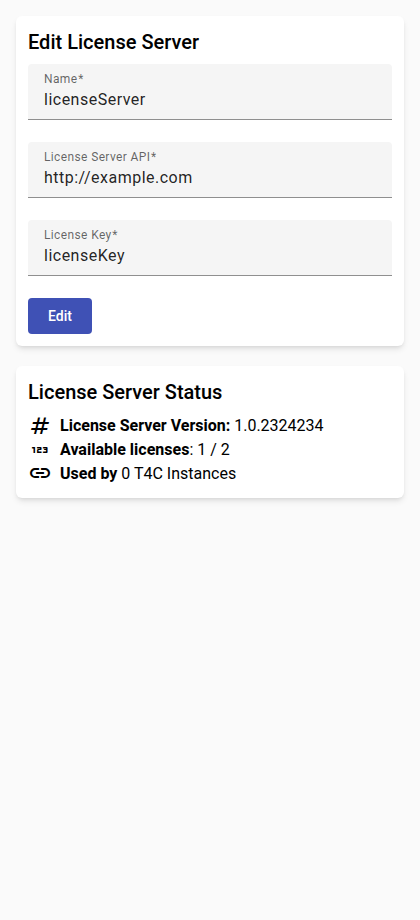 Edit License Server
Name*
licenseServer
License Server API*
http://example.com
License Key*
licenseKey
Edit
License Server Status
License Server Version: 1.0.2324234
123 Available licenses: 1 / 2
Used by 0 T4C Instances